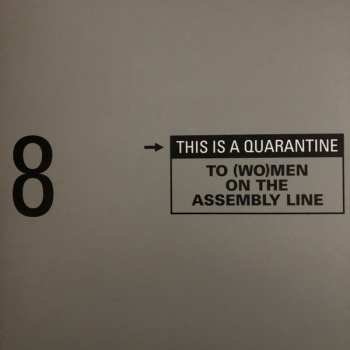 8
→ THIS IS A QUARANTINE
TO (WO)MEN
ON THE
ASSEMBLY LINE